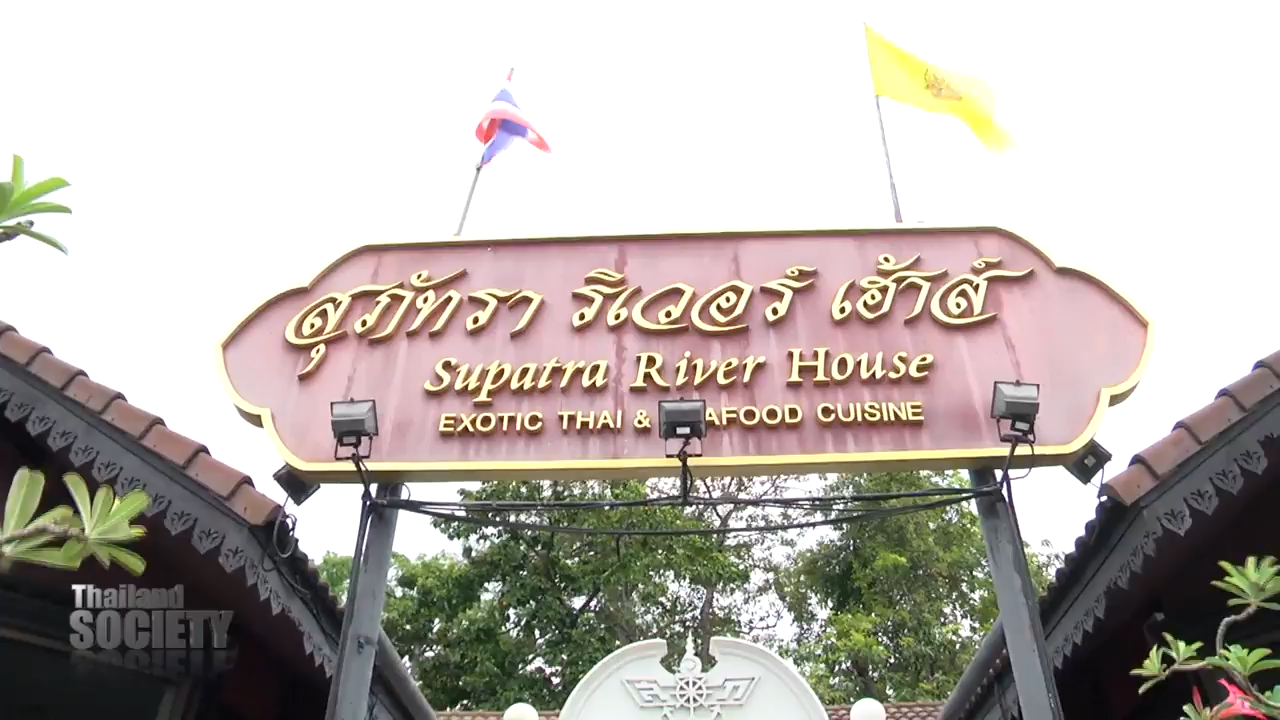 สุภัทรา ริเวอร์ เฮ้าส์
Supatra River House
EXOTIC THAI & SEAFOOD CUISINE
Thailand
SOCIETY